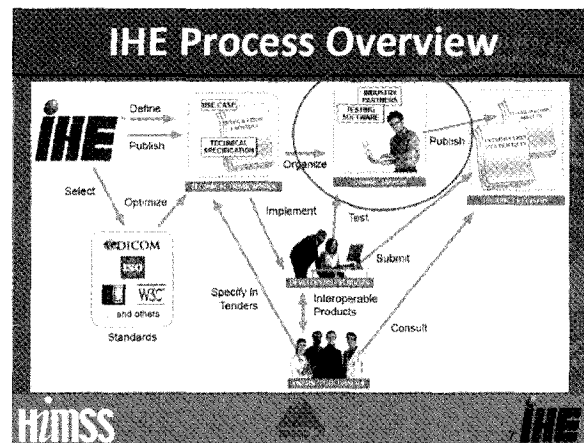 IHE Process Overview
IHE
Define
Publish
USE CASE
TECHNICAL
SPECIFICATION
INDUSTRY
PARTNERS
TESTING
SOFTWARE
Organize
Publish
Select
Optimize
Implement
Test
Submit
DICOM
W3C
... and others
Standards
Specify In
Tenders
Interoperable
Products
Consult
HiMSS
IHE